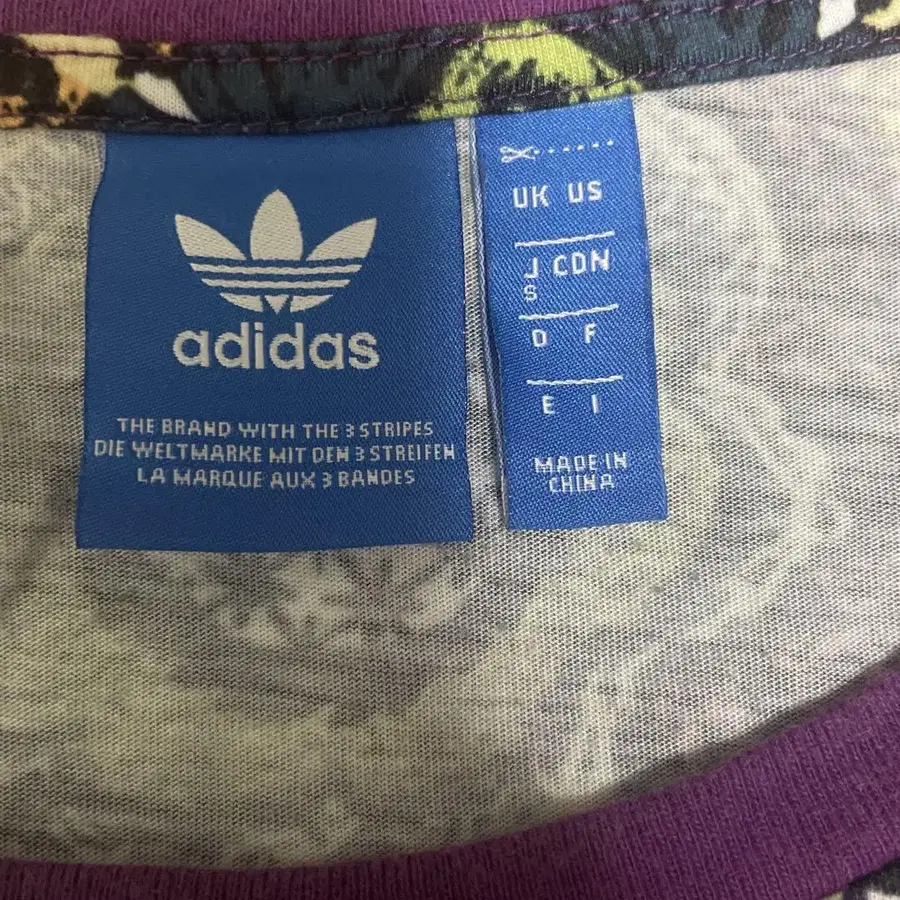 adidas
THE BRAND WITH THE 3 STRIPES
DIE WELTMARKE MIT DEN 3 STREIFEN
LA MARQUE AUX 3 BANDES
UK US
J CDN
S
D F
E I
MADE IN
CHINA